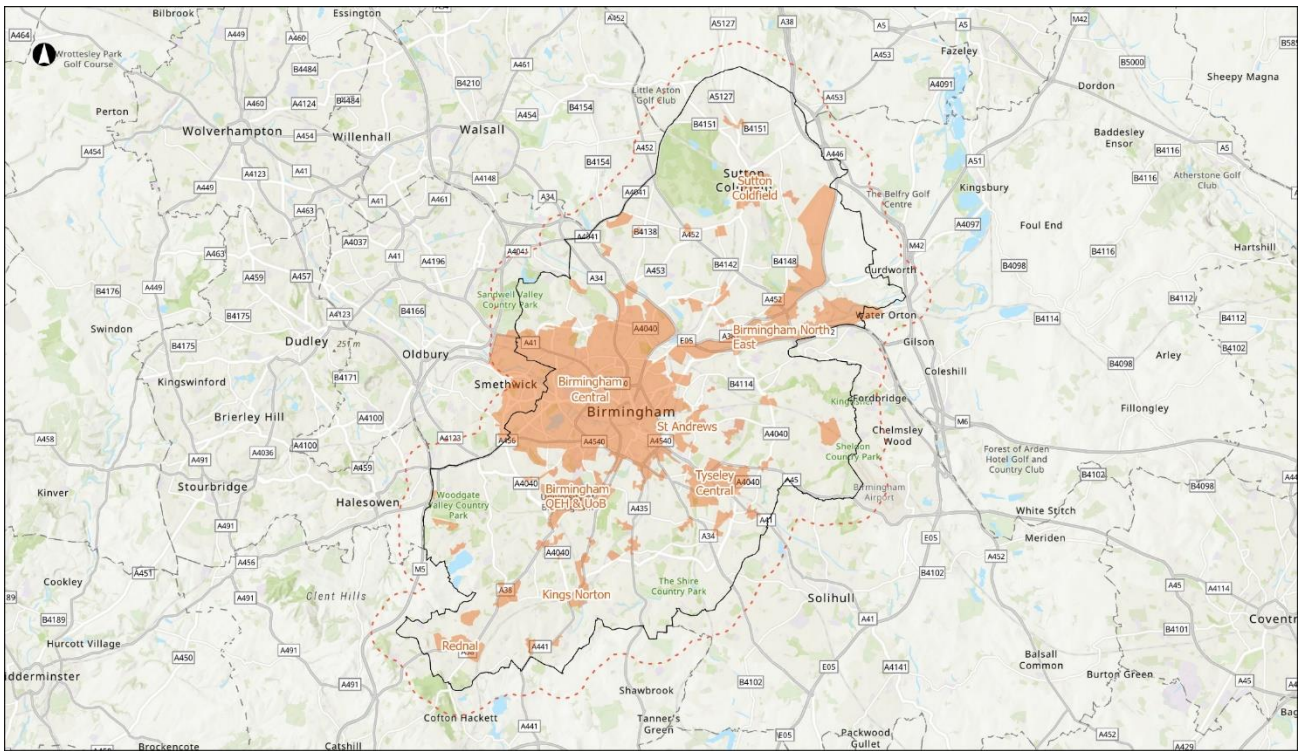 Bilbrook
Essington
A452
A5127
A38
A5
A5
M42
A464
A449
A460
A462
Fazeley
B5000
Wrottesley Park
Golf Course
B4484
A461
B4210
A453
A4091
Dordon
Sheepy Magna
Perton
A460
A4124
B4484
A454
B4154
Little Aston
Golf Club
A5127
A453
Wolverhampton
A454
Willenhall
Walsall
B4151
B4151
Baddesley
Ensor
B4116
A5
A454
A452
A446
A51
B4116
Atherstone Golf
Club
A449
A4123
A41
A4148
B4154
Sutton
Sutton
Coldfield
The Belfry Golf
Centre
Kingsbury
A41
A461
A34
A4041
A463
A4097
Foul End
A463
A4037
A4041
A4041
B4138
A452
M42
B4116
Hartshill
A459
A457
A41
A4196
A34
A453
B4142
B4148
Curdworth
B4098
B4176
A449
Sandwell Valley
Country Park
A452
B4112
Swindon
B4175
A4123
B4166
Water Orton
B4114
B4112
Dudley
251 m
A41
A4040
Birmingham North
East
E05
Gilson
B4102
Oldbury
Kingswinford
B4175
B4171
Smethwick
Birmingham
Central
B4114
Coleshill
Arley
B4098
Birmingham
Fordbridge
Brierley Hill
A4100
St Andrews
Chelmsley
Wood
M6
Fillongley
A458
A491
A4100
A4036
A4123
A456
A4540
A4540
A4040
Sheldon
Country Park
Forest of Arden
Hotel Golf and
Country Club
B4102
Kinver
Stourbridge
A459
Halesowen
Woodgate
Valley Country
Park
A4040
Birmingham
QEH & UoB
Tyseley
Central
A4040
A45
Birmingham
Airport
B4098
A491
A435
A41
White Stitch
A34
E05
Meriden
A456
A4040
A452
Cookley
A451
M5
B4102
A45
A4114
A491
Clent Hills
A38
Kings Norton
The Shire
Country Park
Solihull
B4189
A41
Hurcott Village
A450
A491
Rednal
A441
B4101
E05
Balsall
Common
Burton Green
A491
Shawbrook
B4102
A4141
A45
Cofton Hackett
A441
Tanner's
Green
Packwood
Gullet
A452
A429
Brockencote
Catshill